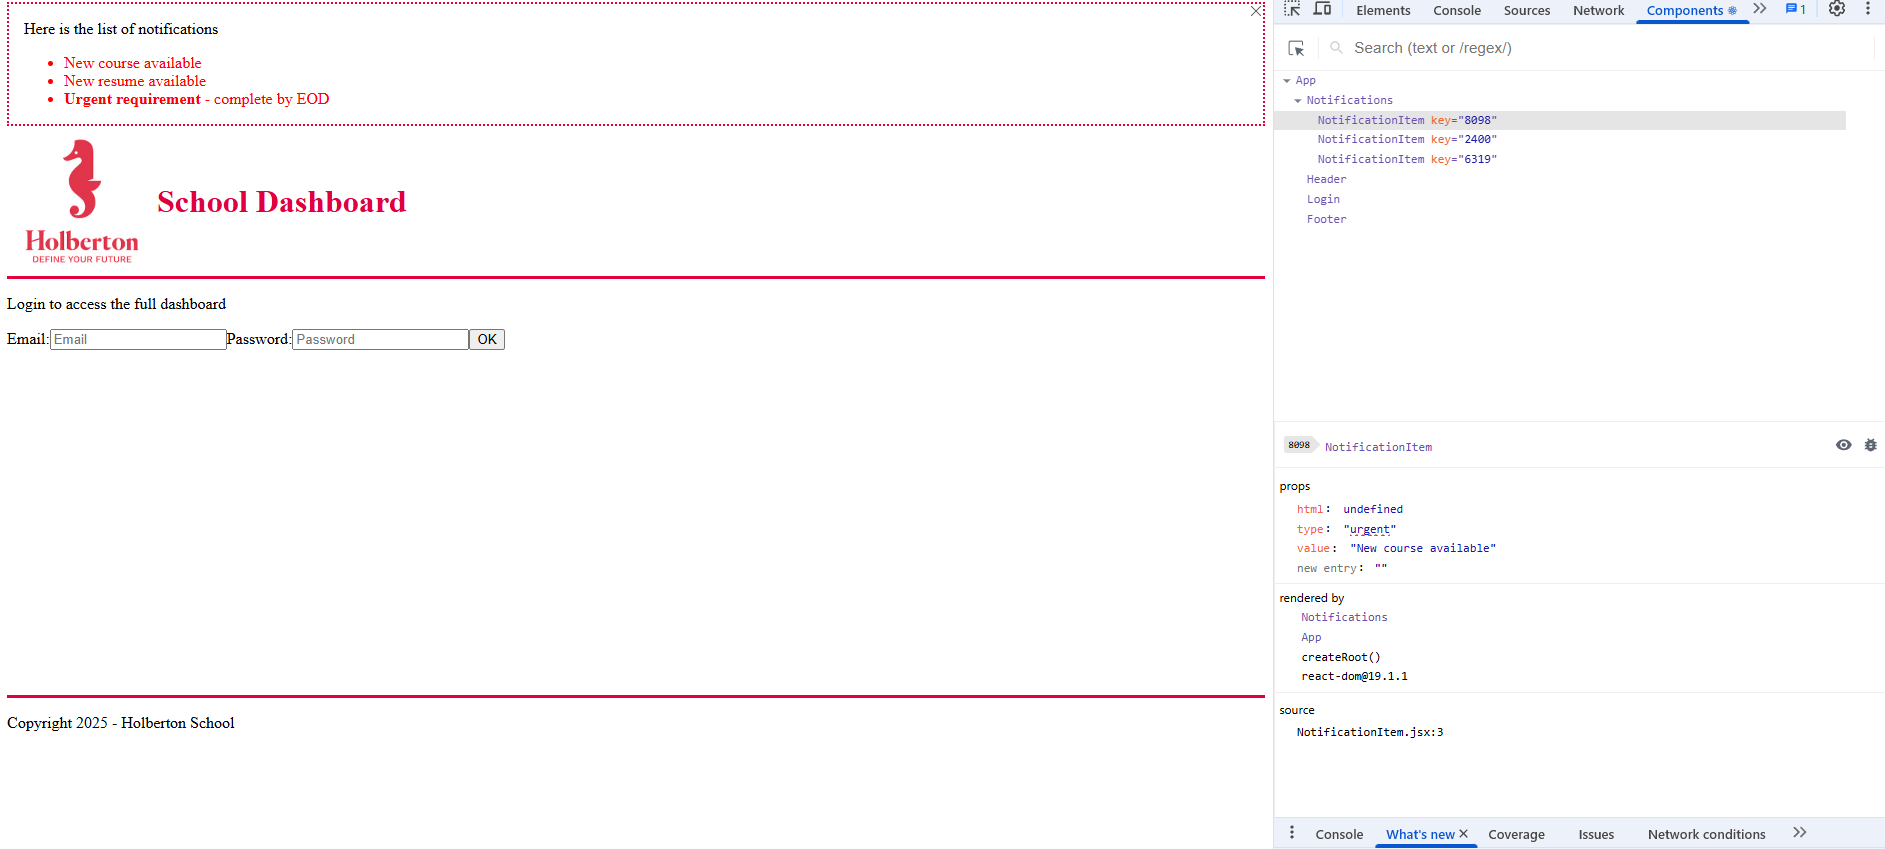 Here is the list of notifications
New course available
New resume available
Urgent requirement - complete by EOD
Holberton
DEFINE YOUR FUTURE
School Dashboard
Login to access the full dashboard
Email: Email Password: Password OK
Copyright 2025 - Holberton School
Elements Console Sources Network Components 1
Search (text or /regex/)
App
Notifications
NotificationItem key="8098"
NotificationItem key="2400"
NotificationItem key="6319"
Header
Login
Footer
8098 NotificationItem
props
html: undefined
type: "urgent"
value: "New course available"
new entry: ""
rendered by
Notifications
App
createRoot()
react-dom@19.1.1
source
NotificationItem.jsx:3
Console What's new Coverage Issues Network conditions